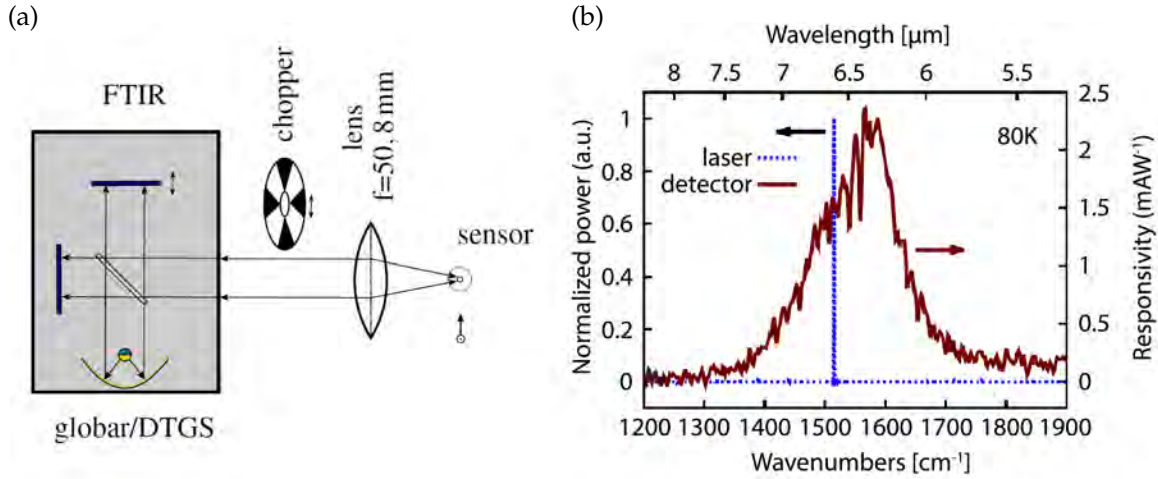 (a)
FTIR
chopper
lens
f=50, 8 mm
sensor
globar/DTGS
(b)
Wavelength [μm]
8 7.5 7 6.5 6 5.5
Normalized power (a.u.)
1
0.8
0.6
0.4
0.2
0
laser
detector
80K
2.5
2
1.5
1
0.5
0
Responsivity (mAW⁻¹)
1200 1300 1400 1500 1600 1700 1800 1900
Wavenumbers [cm⁻¹]